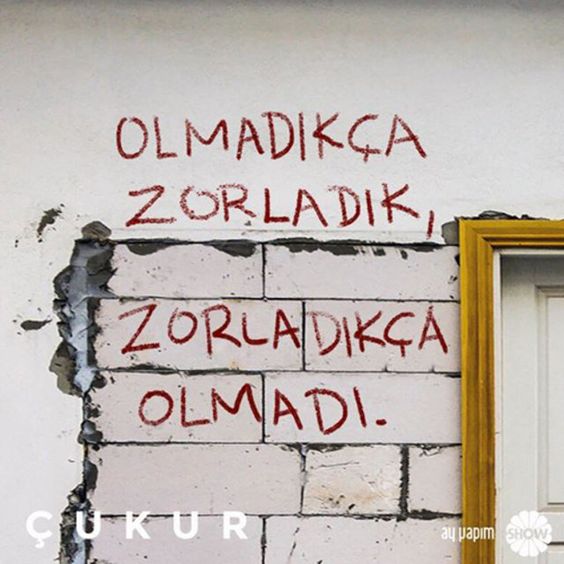 OLMADIKÇA
ZORLADIK,
ZORLADIKÇA
OLMADI.
ÇUKUR
ay yapım
SHOW